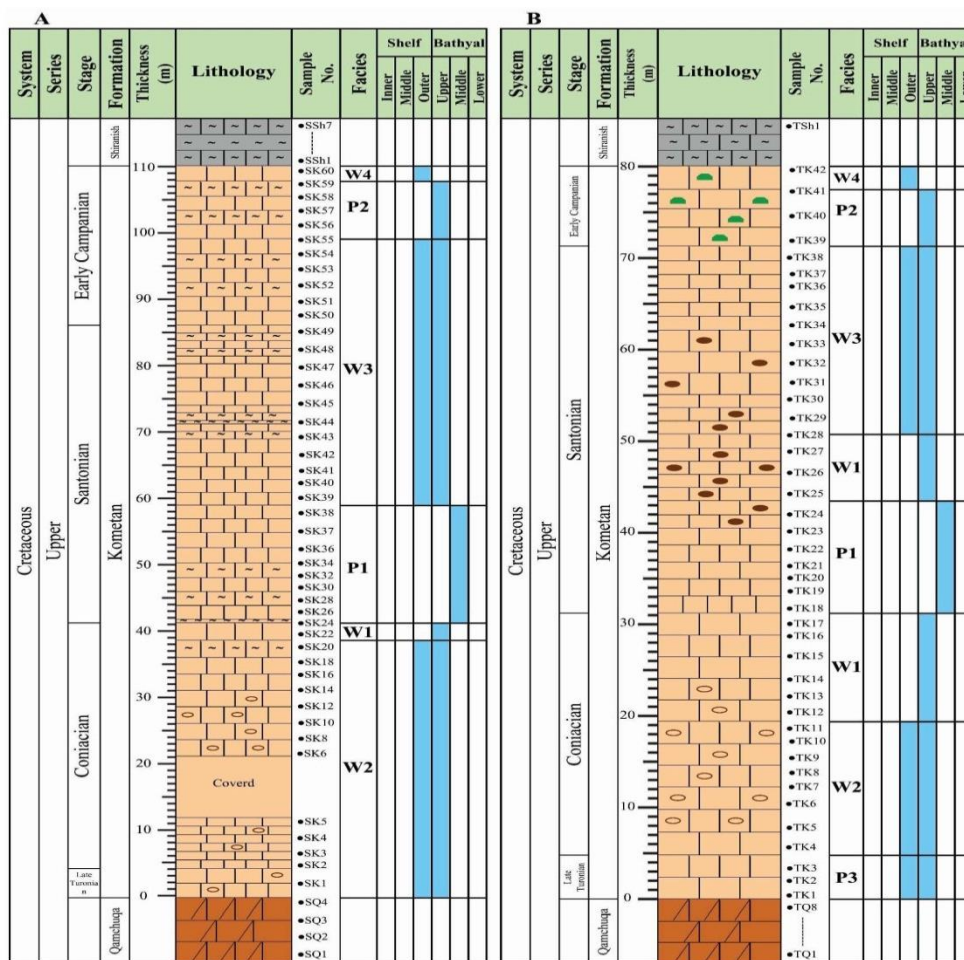 A
System
Series
Stage
Formation
Thickness
(m)
Lithology
Sample
No.
Facies
Shelf
Bathyal
Inner
Middle
Outer
Upper
Middle
Lower
Cretaceous
Upper
Early Campanian
Santonian
Coniacian
Late
Turonia
n
Shiranish
Kometan
Qamchuqa
110
100
90
80
70
60
50
40
30
20
10
0
Coverd
SSh7
SSh1
SK60
SK59
SK58
SK57
SK56
SK55
SK54
SK53
SK52
SK51
SK50
SK49
SK48
SK47
SK46
SK45
SK44
SK43
SK42
SK41
SK40
SK39
SK38
SK37
SK36
SK34
SK32
SK30
SK28
SK26
SK24
SK22
SK20
SK18
SK16
SK14
SK12
SK10
SK8
SK6
SK5
SK4
SK3
SK2
SK1
SQ4
SQ3
SQ2
SQ1
W4
P2
W3
P1
W1
W2
B
System
Series
Stage
Formation
Thickness
(m)
Lithology
Sample
No.
Facies
Shelf
Bathya
Inner
Middle
Outer
Upper
Middle
Cretaceous
Upper
Early Campanian
Santonian
Coniacian
Late
Turonian
Shiranish
Kometan
Qamchuqa
80
70
60
50
40
30
20
10
0
TSh1
TK42
TK41
TK40
TK39
TK38
TK37
TK36
TK35
TK34
TK33
TK32
TK31
TK30
TK29
TK28
TK27
TK26
TK25
TK24
TK23
TK22
TK21
TK20
TK19
TK18
TK17
TK16
TK15
TK14
TK13
TK12
TK11
TK10
TK9
TK8
TK7
TK6
TK5
TK4
TK3
TK2
TK1
TQ8
TQ1
W4
P2
W3
W1
P1
W1
W2
P3